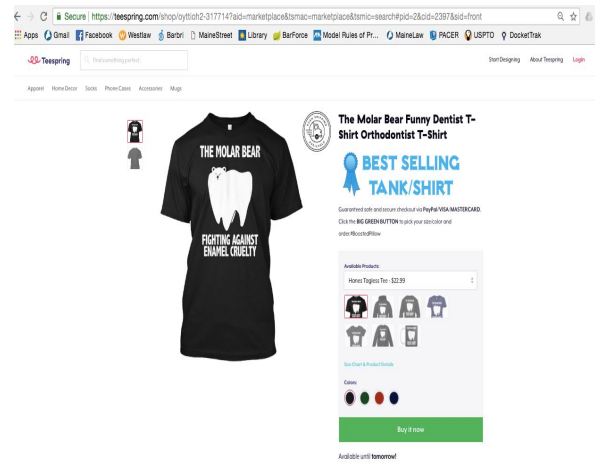 Secure https://teespring.com/shop/oyttioh2-317714?aid=marketplace&tsmac=marketplace&tsmic=search#pid=2&cid=2397&sid=front
Apps Gmail Facebook Westlaw Barbri MaineStreet Library BarForce Model Rules of Pr... MaineLaw PACER USPTO DocketTrak
Teespring
Start Designing About Teespring Login
Apparel Home Decor Socks Phone Cases Accessories Mugs
THE MOLAR BEAR
FIGHTING AGAINST
ENAMEL CRUELTY
The Molar Bear Funny Dentist T-
Shirt Orthodontist T-Shirt
BEST SELLING
TANK/SHIRT
Guaranteed safe and secure checkout via PayPal/VISA/MASTERCARD.
Click the BIG GREEN BUTTON to pick your size/color and
order #BoostedPillow
Available Products:
Hanes Tagless Tee - $22.99
Size Chart & Product Details
Colors:
Buy it now
Available until tomorrow!